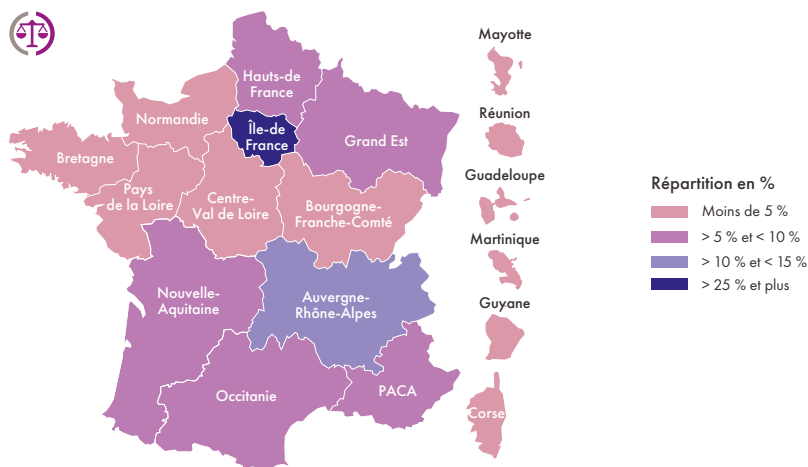 Mayotte
Hauts-de
France
Réunion
Normandie
Île-de
France
Grand Est
Bretagne
Guadeloupe
Pays
de la Loire
Centre-
Val de Loire
Bourgogne-
Franche-Comté
Répartition en %
Moins de 5 %
> 5 % et < 10 %
> 10 % et < 15 %
> 25 % et plus
Martinique
Nouvelle-
Aquitaine
Auvergne-
Rhône-Alpes
Guyane
Occitanie
PACA
Corse